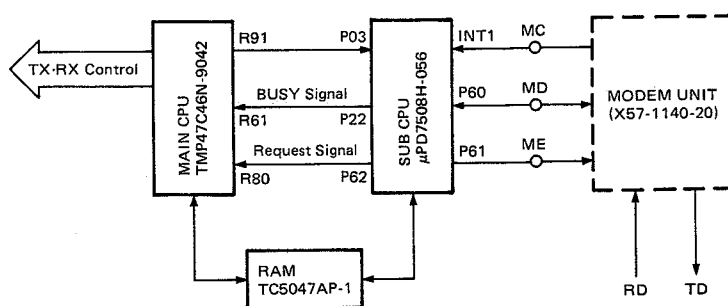 TX·RX Control
MAIN CPU
TMP47C46N-9042
R91
P03
BUSY Signal
R61
P22
Request Signal
R80
P62
SUB CPU
μPD7508H-056
INT1
MC
P60
MD
P61
ME
MODEM UNIT
(X57-1140-20)
RAM
TC5047AP-1
RD
TD